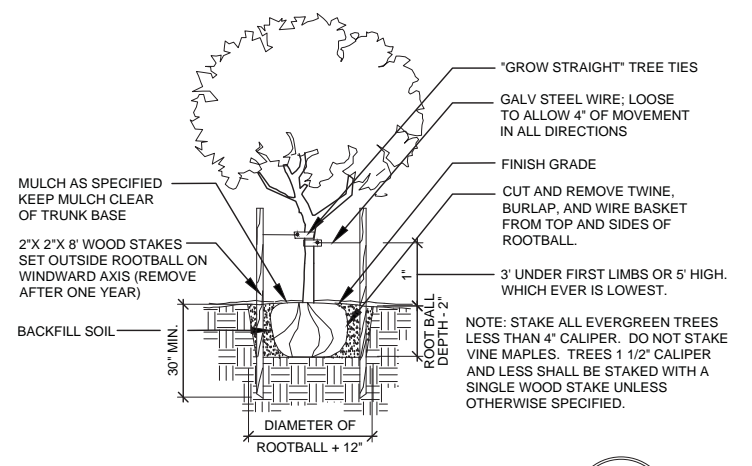 "GROW STRAIGHT" TREE TIES
GALV STEEL WIRE; LOOSE
TO ALLOW 4" OF MOVEMENT
IN ALL DIRECTIONS
FINISH GRADE
CUT AND REMOVE TWINE,
BURLAP, AND WIRE BASKET
FROM TOP AND SIDES OF
ROOTBALL.
MULCH AS SPECIFIED
KEEP MULCH CLEAR
OF TRUNK BASE
2"X 2"X 8' WOOD STAKES
SET OUTSIDE ROOTBALL ON
WINDWARD AXIS (REMOVE
AFTER ONE YEAR)
BACKFILL SOIL
1"
3' UNDER FIRST LIMBS OR 5' HIGH.
WHICH EVER IS LOWEST.
ROOT BALL
DEPTH - 2"
30" MIN.
NOTE: STAKE ALL EVERGREEN TREES
LESS THAN 4" CALIPER. DO NOT STAKE
VINE MAPLES. TREES 1 1/2" CALIPER
AND LESS SHALL BE STAKED WITH A
SINGLE WOOD STAKE UNLESS
OTHERWISE SPECIFIED.
DIAMETER OF
ROOTBALL + 12"